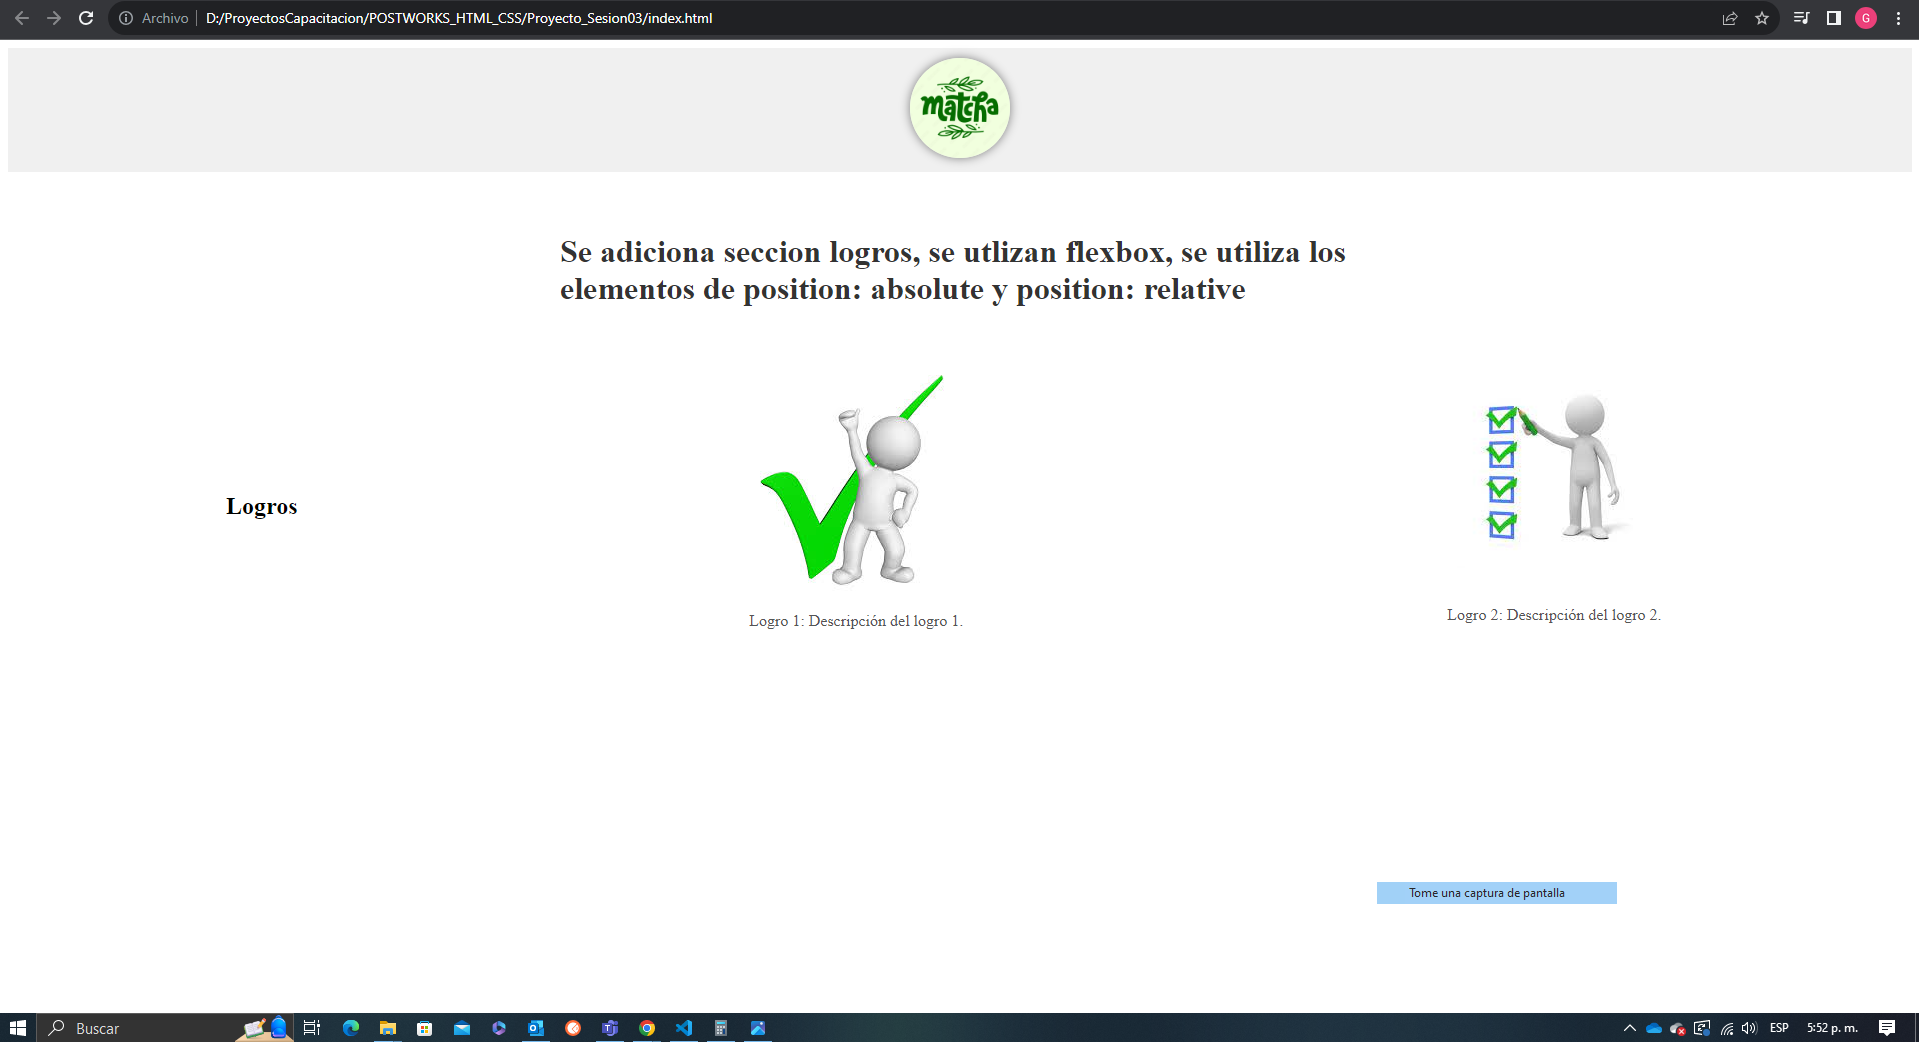 Archivo
D:/ProyectosCapacitacion/POSTWORKS_HTML_CSS/Proyecto_Sesion03/index.html
G
matcha
Se adiciona seccion logros, se utlizan flexbox, se utiliza los
elementos de position: absolute y position: relative
Logros
Logro 1: Descripción del logro 1.
Logro 2: Descripción del logro 2.
Tome una captura de pantalla
Buscar
ESP
5:52 p. m.